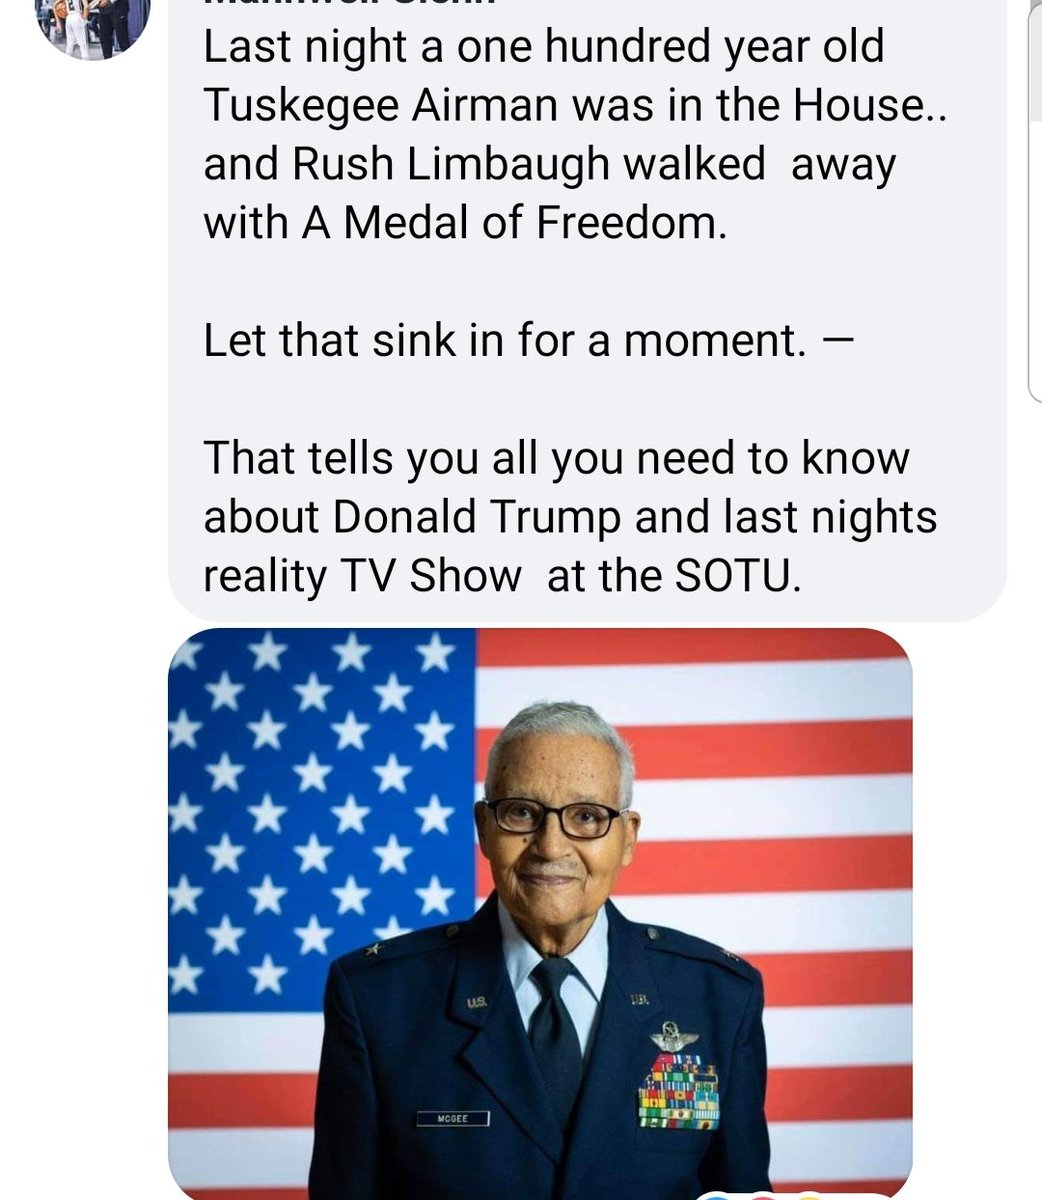 Last night a one hundred year old
Tuskegee Airman was in the House..
and Rush Limbaugh walked  away
with A Medal of Freedom.
Let that sink in for a moment. —
That tells you all you need to know
about Donald Trump and last nights
reality TV Show  at the SOTU.
U.S.
U.S.
MCGEE